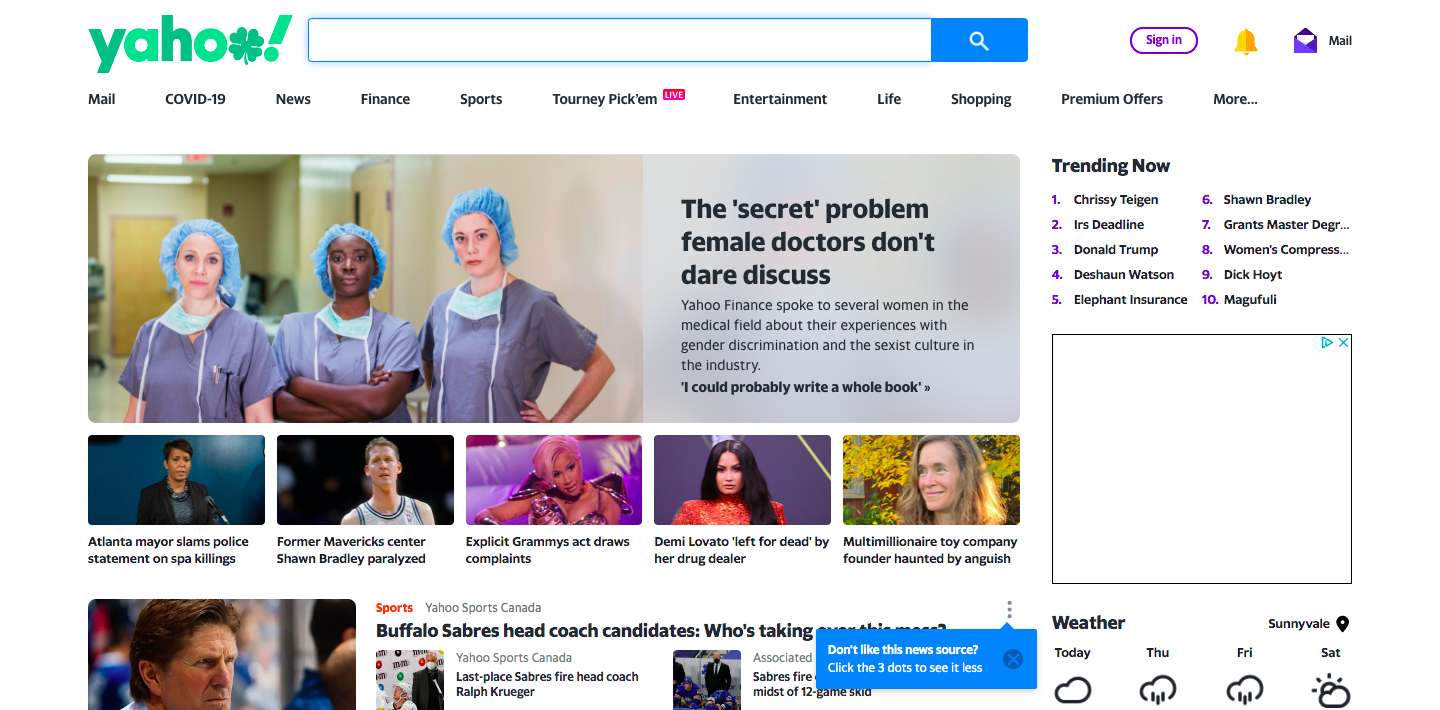 yahoo!
Sign in
Mail
Mail COVID-19 News Finance Sports Tourney Pick'em LIVE Entertainment Life Shopping Premium Offers More...
The 'secret' problem
female doctors don't
dare discuss
Yahoo Finance spoke to several women in the
medical field about their experiences with
gender discrimination and the sexist culture in
the industry.
'I could probably write a whole book' »
Trending Now
1. Chrissy Teigen
2. Irs Deadline
3. Donald Trump
4. Deshaun Watson
5. Elephant Insurance
6. Shawn Bradley
7. Grants Master Degr...
8. Women's Compress...
9. Dick Hoyt
10. Magufuli
Atlanta mayor slams police
statement on spa killings
Former Mavericks center
Shawn Bradley paralyzed
Explicit Grammys act draws
complaints
Demi Lovato 'left for dead' by
her drug dealer
Multimillionaire toy company
founder haunted by anguish
Sports Yahoo Sports Canada
Buffalo Sabres head coach candidates: Who's taking over this mess?
Yahoo Sports Canada
Last-place Sabres fire head coach
Ralph Krueger
Associated
Sabres fire
midst of 12-game skid
Don't like this news source?
Click the 3 dots to see it less
Weather
Sunnyvale
Today Thu Fri Sat